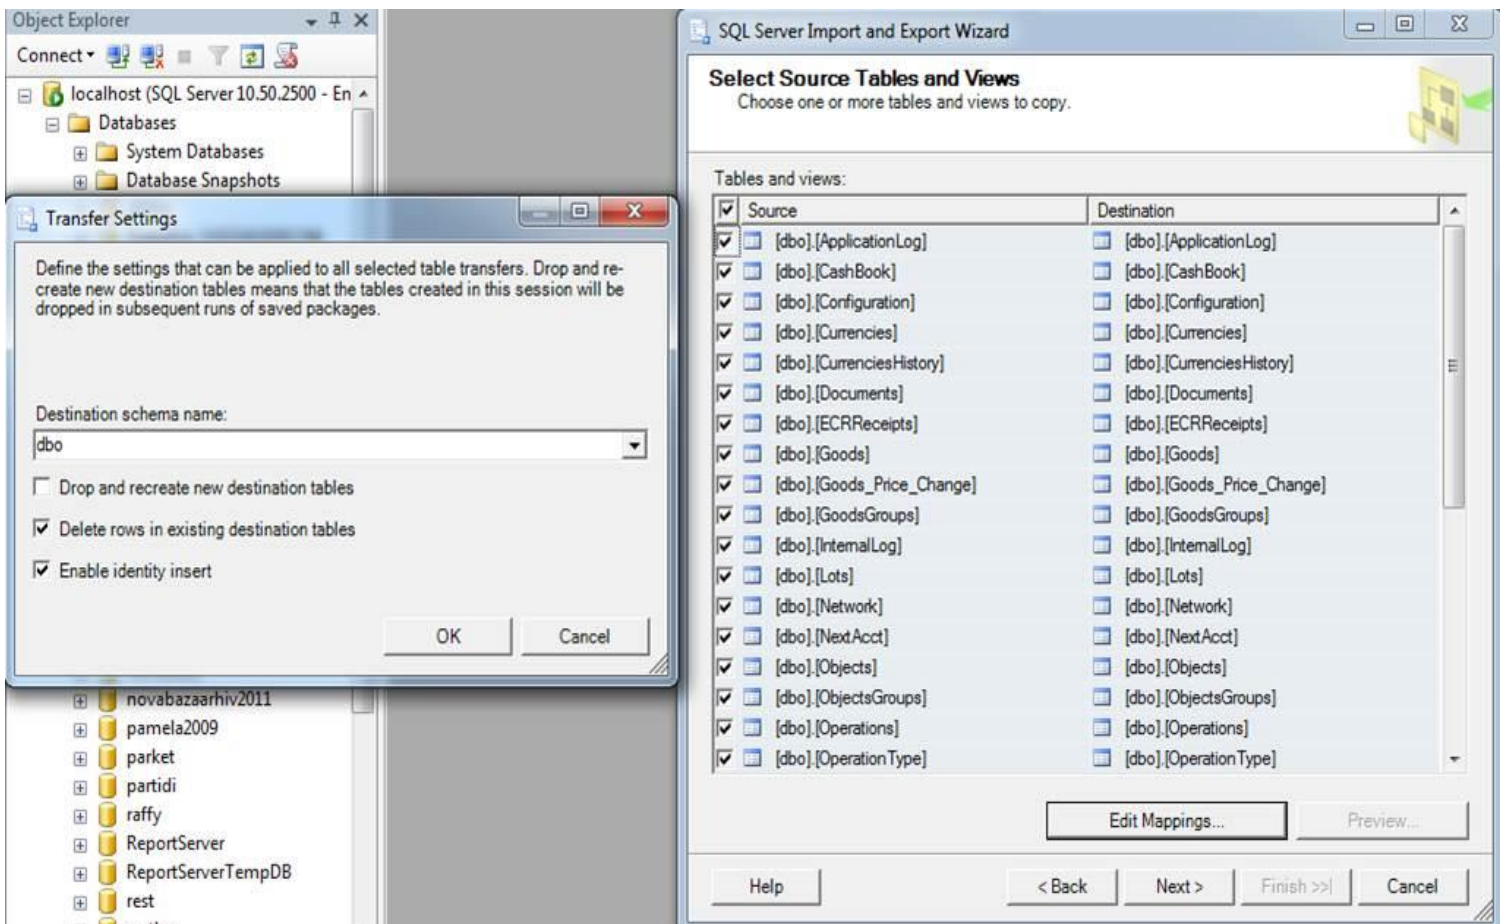 Object Explorer
Connect
localhost (SQL Server 10.50.2500 - En
Databases
System Databases
Database Snapshots
Transfer Settings
Define the settings that can be applied to all selected table transfers. Drop and re-
create new destination tables means that the tables created in this session will be
dropped in subsequent runs of saved packages.
Destination schema name:
dbo
Drop and recreate new destination tables
Delete rows in existing destination tables
Enable identity insert
OK Cancel
novabazaarhiv2011
pamela2009
parket
partidi
raffy
ReportServer
ReportServerTempDB
rest
SQL Server Import and Export Wizard
Select Source Tables and Views
Choose one or more tables and views to copy.
Tables and views:
Source Destination
[dbo].[ApplicationLog] [dbo].[ApplicationLog]
[dbo].[CashBook] [dbo].[CashBook]
[dbo].[Configuration] [dbo].[Configuration]
[dbo].[Currencies] [dbo].[Currencies]
[dbo].[CurrenciesHistory] [dbo].[CurrenciesHistory]
[dbo].[Documents] [dbo].[Documents]
[dbo].[ECRReceipts] [dbo].[ECRReceipts]
[dbo].[Goods] [dbo].[Goods]
[dbo].[Goods_Price_Change] [dbo].[Goods_Price_Change]
[dbo].[GoodsGroups] [dbo].[GoodsGroups]
[dbo].[InternalLog] [dbo].[InternalLog]
[dbo].[Lots] [dbo].[Lots]
[dbo].[Network] [dbo].[Network]
[dbo].[NextAcct] [dbo].[NextAcct]
[dbo].[Objects] [dbo].[Objects]
[dbo].[ObjectsGroups] [dbo].[ObjectsGroups]
[dbo].[Operations] [dbo].[Operations]
[dbo].[OperationType] [dbo].[OperationType]
Edit Mappings... Preview...
Help < Back Next > Finish >>| Cancel